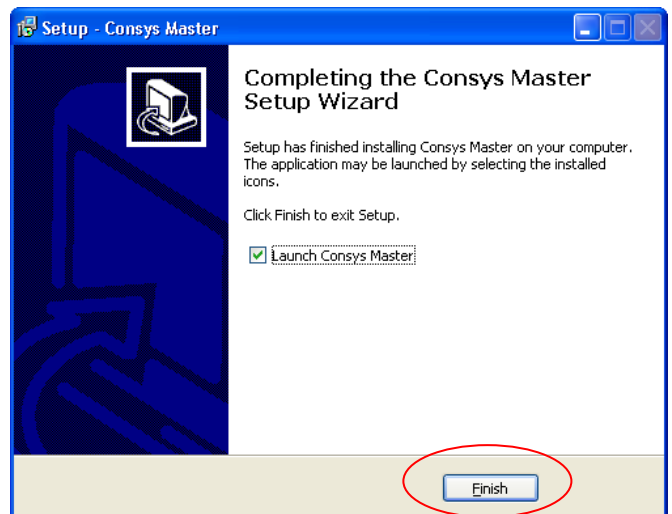 Setup - Consys Master
Completing the Consys Master
Setup Wizard
Setup has finished installing Consys Master on your computer.
The application may be launched by selecting the installed
icons.
Click Finish to exit Setup.
Launch Consys Master
Finish